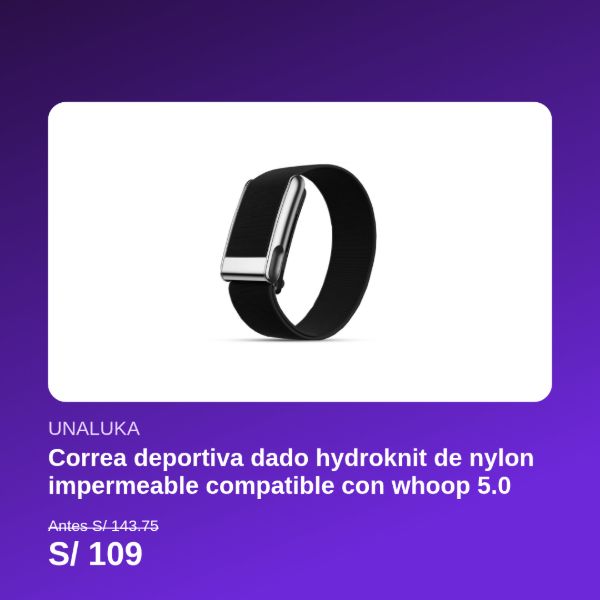 UNALUKA
Correa deportiva dado hydroknit de nylon
impermeable compatible con whoop 5.0
Antes S/ 143.75
S/ 109